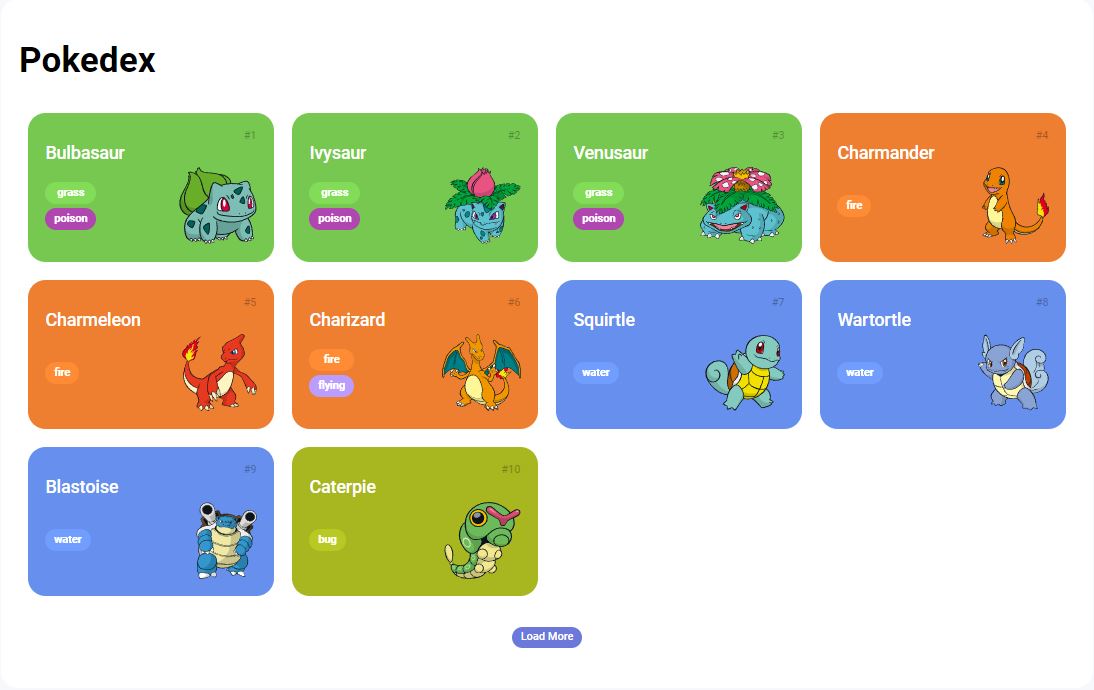 Pokedex
#1
Bulbasaur
grass
poison
#2
Ivysaur
grass
poison
#3
Venusaur
grass
poison
#4
Charmander
fire
#5
Charmeleon
fire
#6
Charizard
fire
flying
#7
Squirtle
water
#8
Wartortle
water
#9
Blastoise
water
#10
Caterpie
bug
Load More